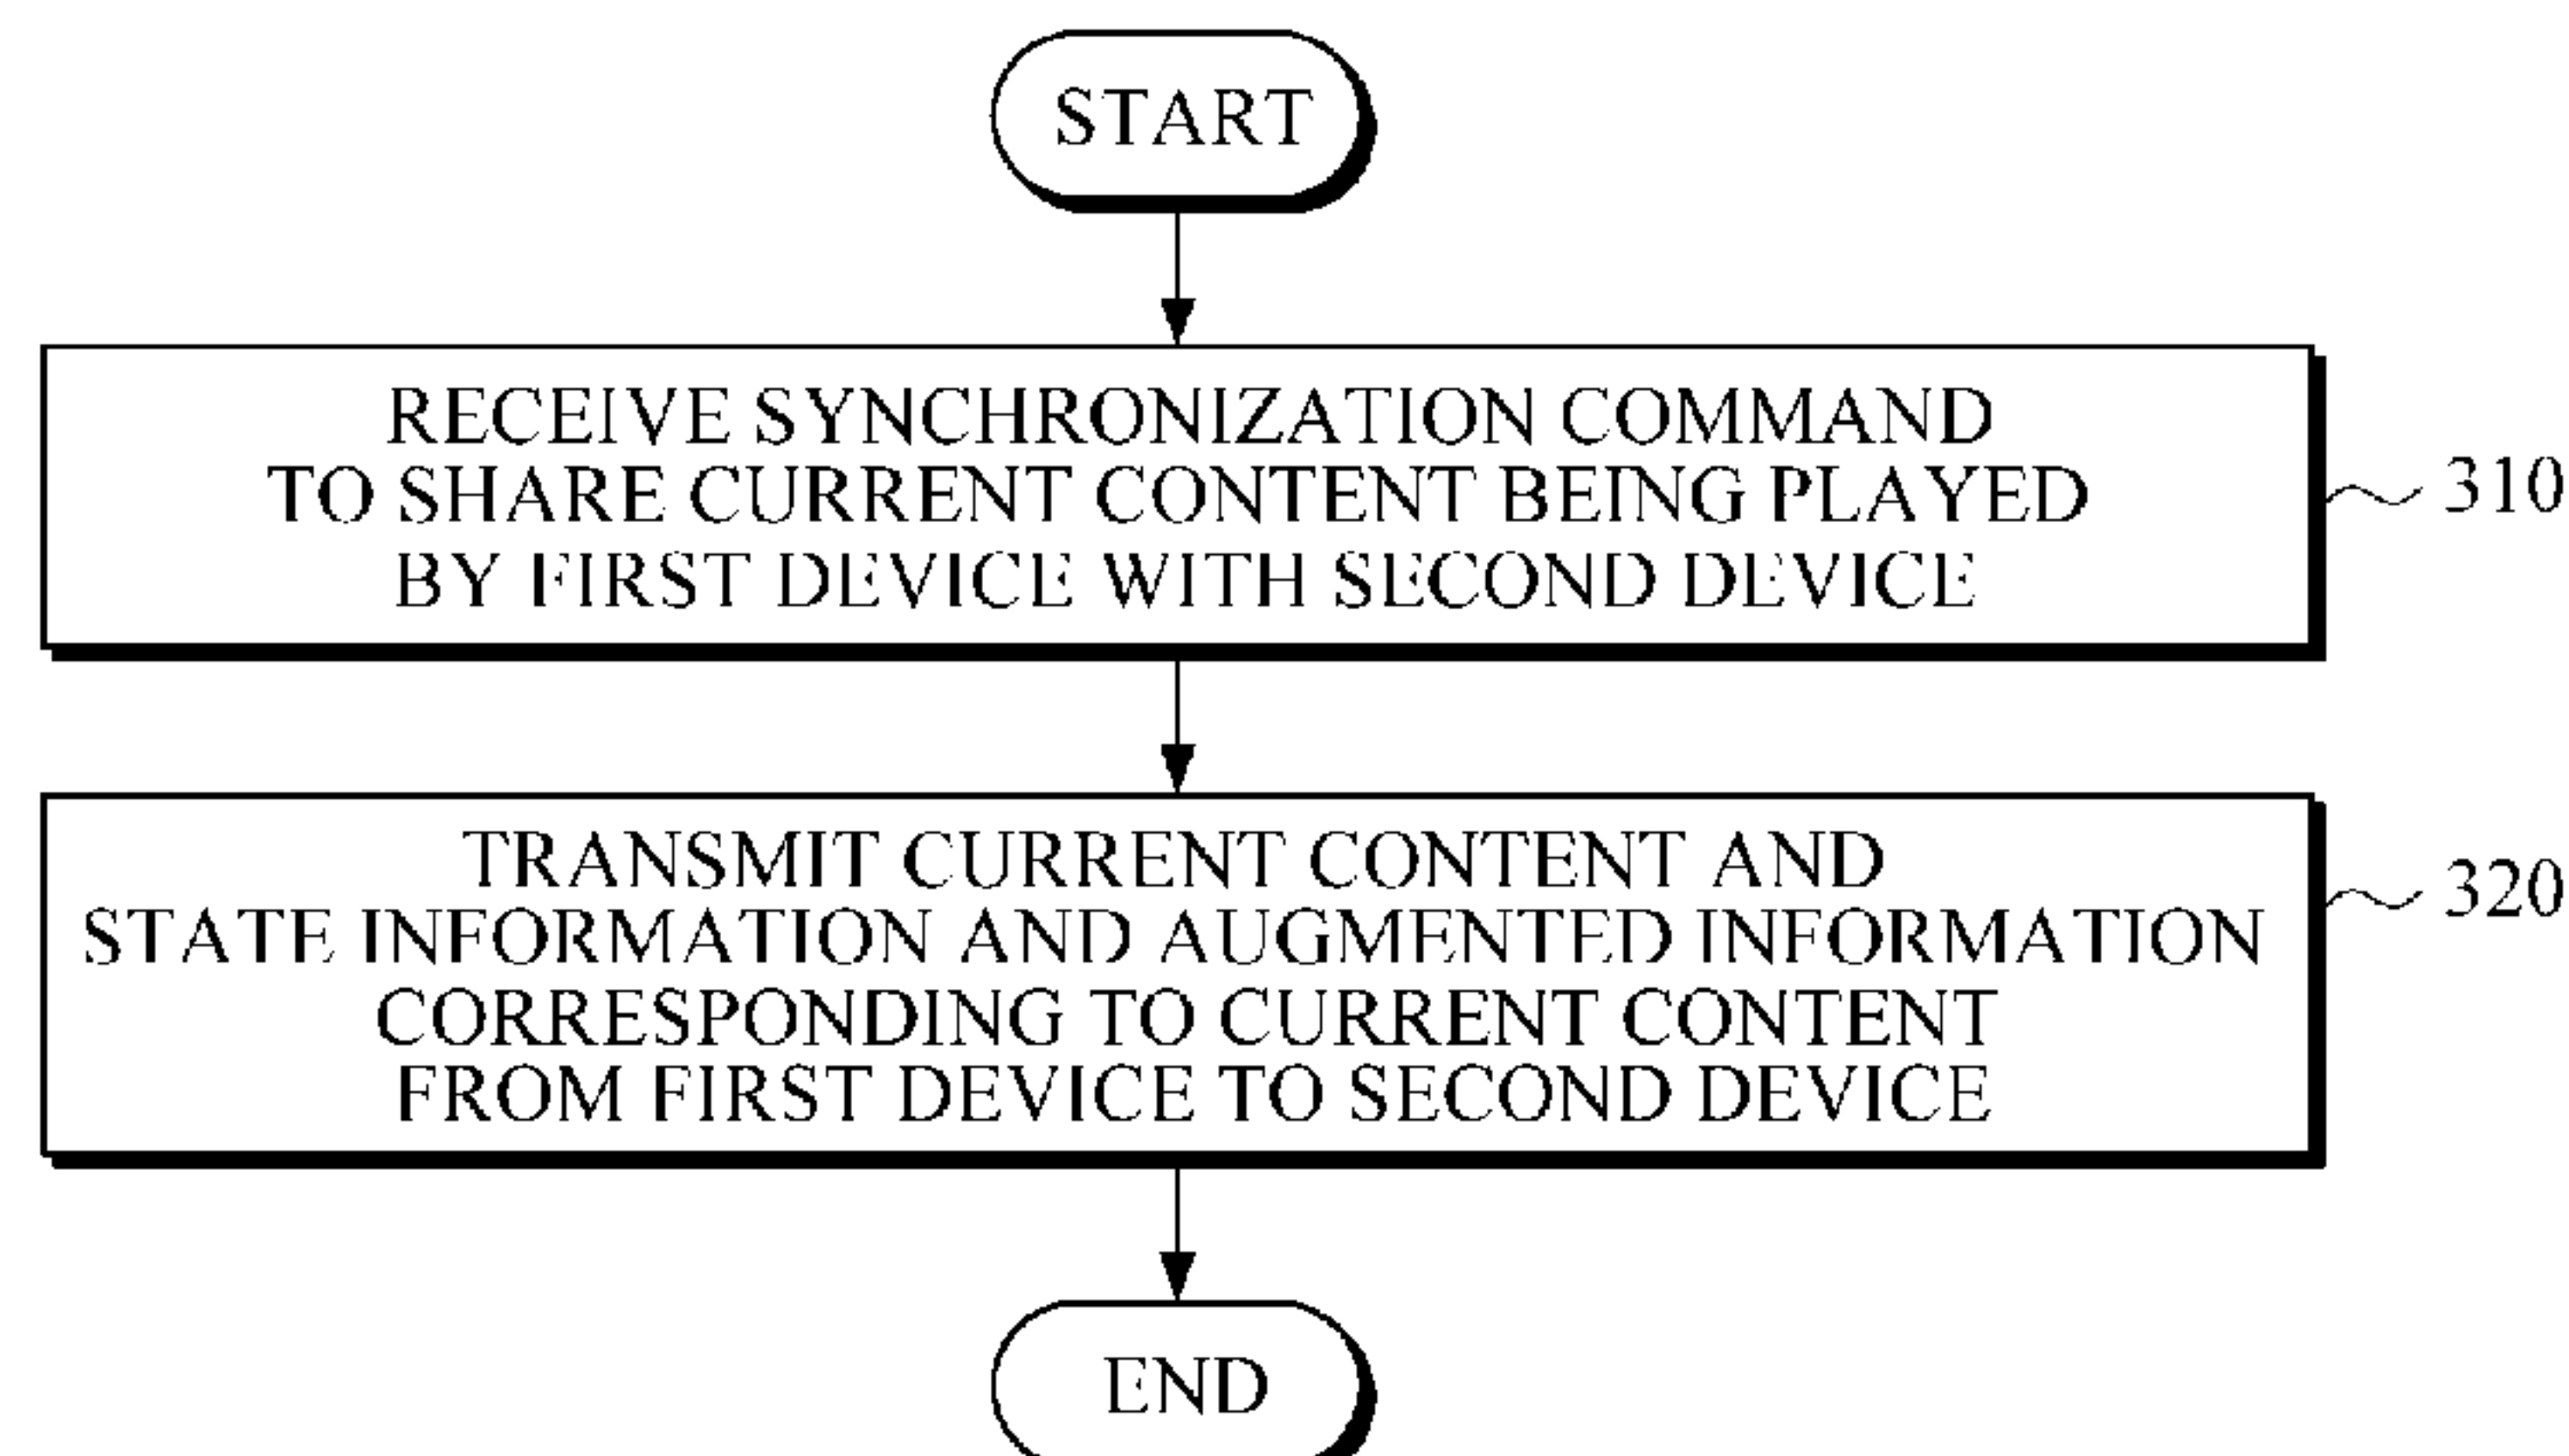 START
RECEIVE SYNCHRONIZATION COMMAND
TO SHARE CURRENT CONTENT BEING PLAYED
BY FIRST DEVICE WITH SECOND DEVICE
310
TRANSMIT CURRENT CONTENT AND
STATE INFORMATION AND AUGMENTED INFORMATION
CORRESPONDING TO CURRENT CONTENT
FROM FIRST DEVICE TO SECOND DEVICE
320
END